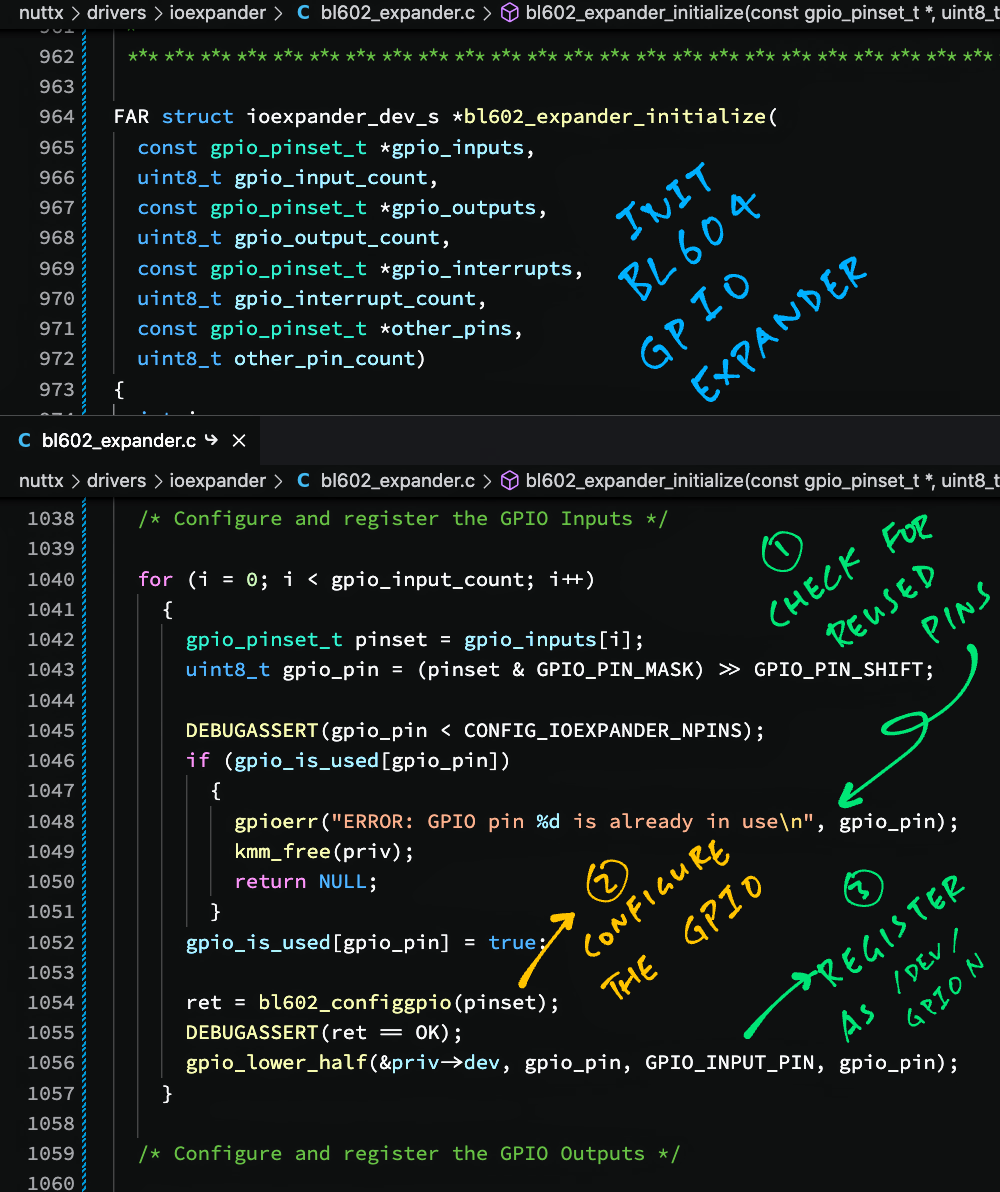 nuttx > drivers > ioexpander > C bl602_expander.c > bl602_expander_initialize(const gpio_pinset_t *, uint8_t
961
962 *** *** *** *** *** *** *** *** *** *** *** *** *** *** *** *** *** *** *** *** *** *** *** ***
963
964 FAR struct ioexpander_dev_s *bl602_expander_initialize(
965 const gpio_pinset_t *gpio_inputs,
966 uint8_t gpio_input_count,
967 const gpio_pinset_t *gpio_outputs,
968 uint8_t gpio_output_count,
969 const gpio_pinset_t *gpio_interrupts,
970 uint8_t gpio_interrupt_count,
971 const gpio_pinset_t *other_pins,
972 uint8_t other_pin_count)
973 {
INIT
BL604
GPIO
EXPANDER
C bl602_expander.c
nuttx > drivers > ioexpander > C bl602_expander.c > bl602_expander_initialize(const gpio_pinset_t *, uint8_t
1038 /* Configure and register the GPIO Inputs */
1039
1040 for (i = 0; i < gpio_input_count; i++)
1041 {
1042 gpio_pinset_t pinset = gpio_inputs[i];
1043 uint8_t gpio_pin = (pinset & GPIO_PIN_MASK) >> GPIO_PIN_SHIFT;
1044
1045 DEBUGASSERT(gpio_pin < CONFIG_IOEXPANDER_NPINS);
1046 if (gpio_is_used[gpio_pin])
1047 {
1048 gpioerr("ERROR: GPIO pin %d is already in use\n", gpio_pin);
1049 kmm_free(priv);
1050 return NULL;
1051 }
1052 gpio_is_used[gpio_pin] = true;
1053
1054 ret = bl602_configgpio(pinset);
1055 DEBUGASSERT(ret == OK);
1056 gpio_lower_half(&priv->dev, gpio_pin, GPIO_INPUT_PIN, gpio_pin);
1057 }
1058
1059 /* Configure and register the GPIO Outputs */
1060
1
CHECK FOR
REUSED
PINS
2
CONFIGURE
THE GPIO
3
REGISTER
AS /DEV/
GPION